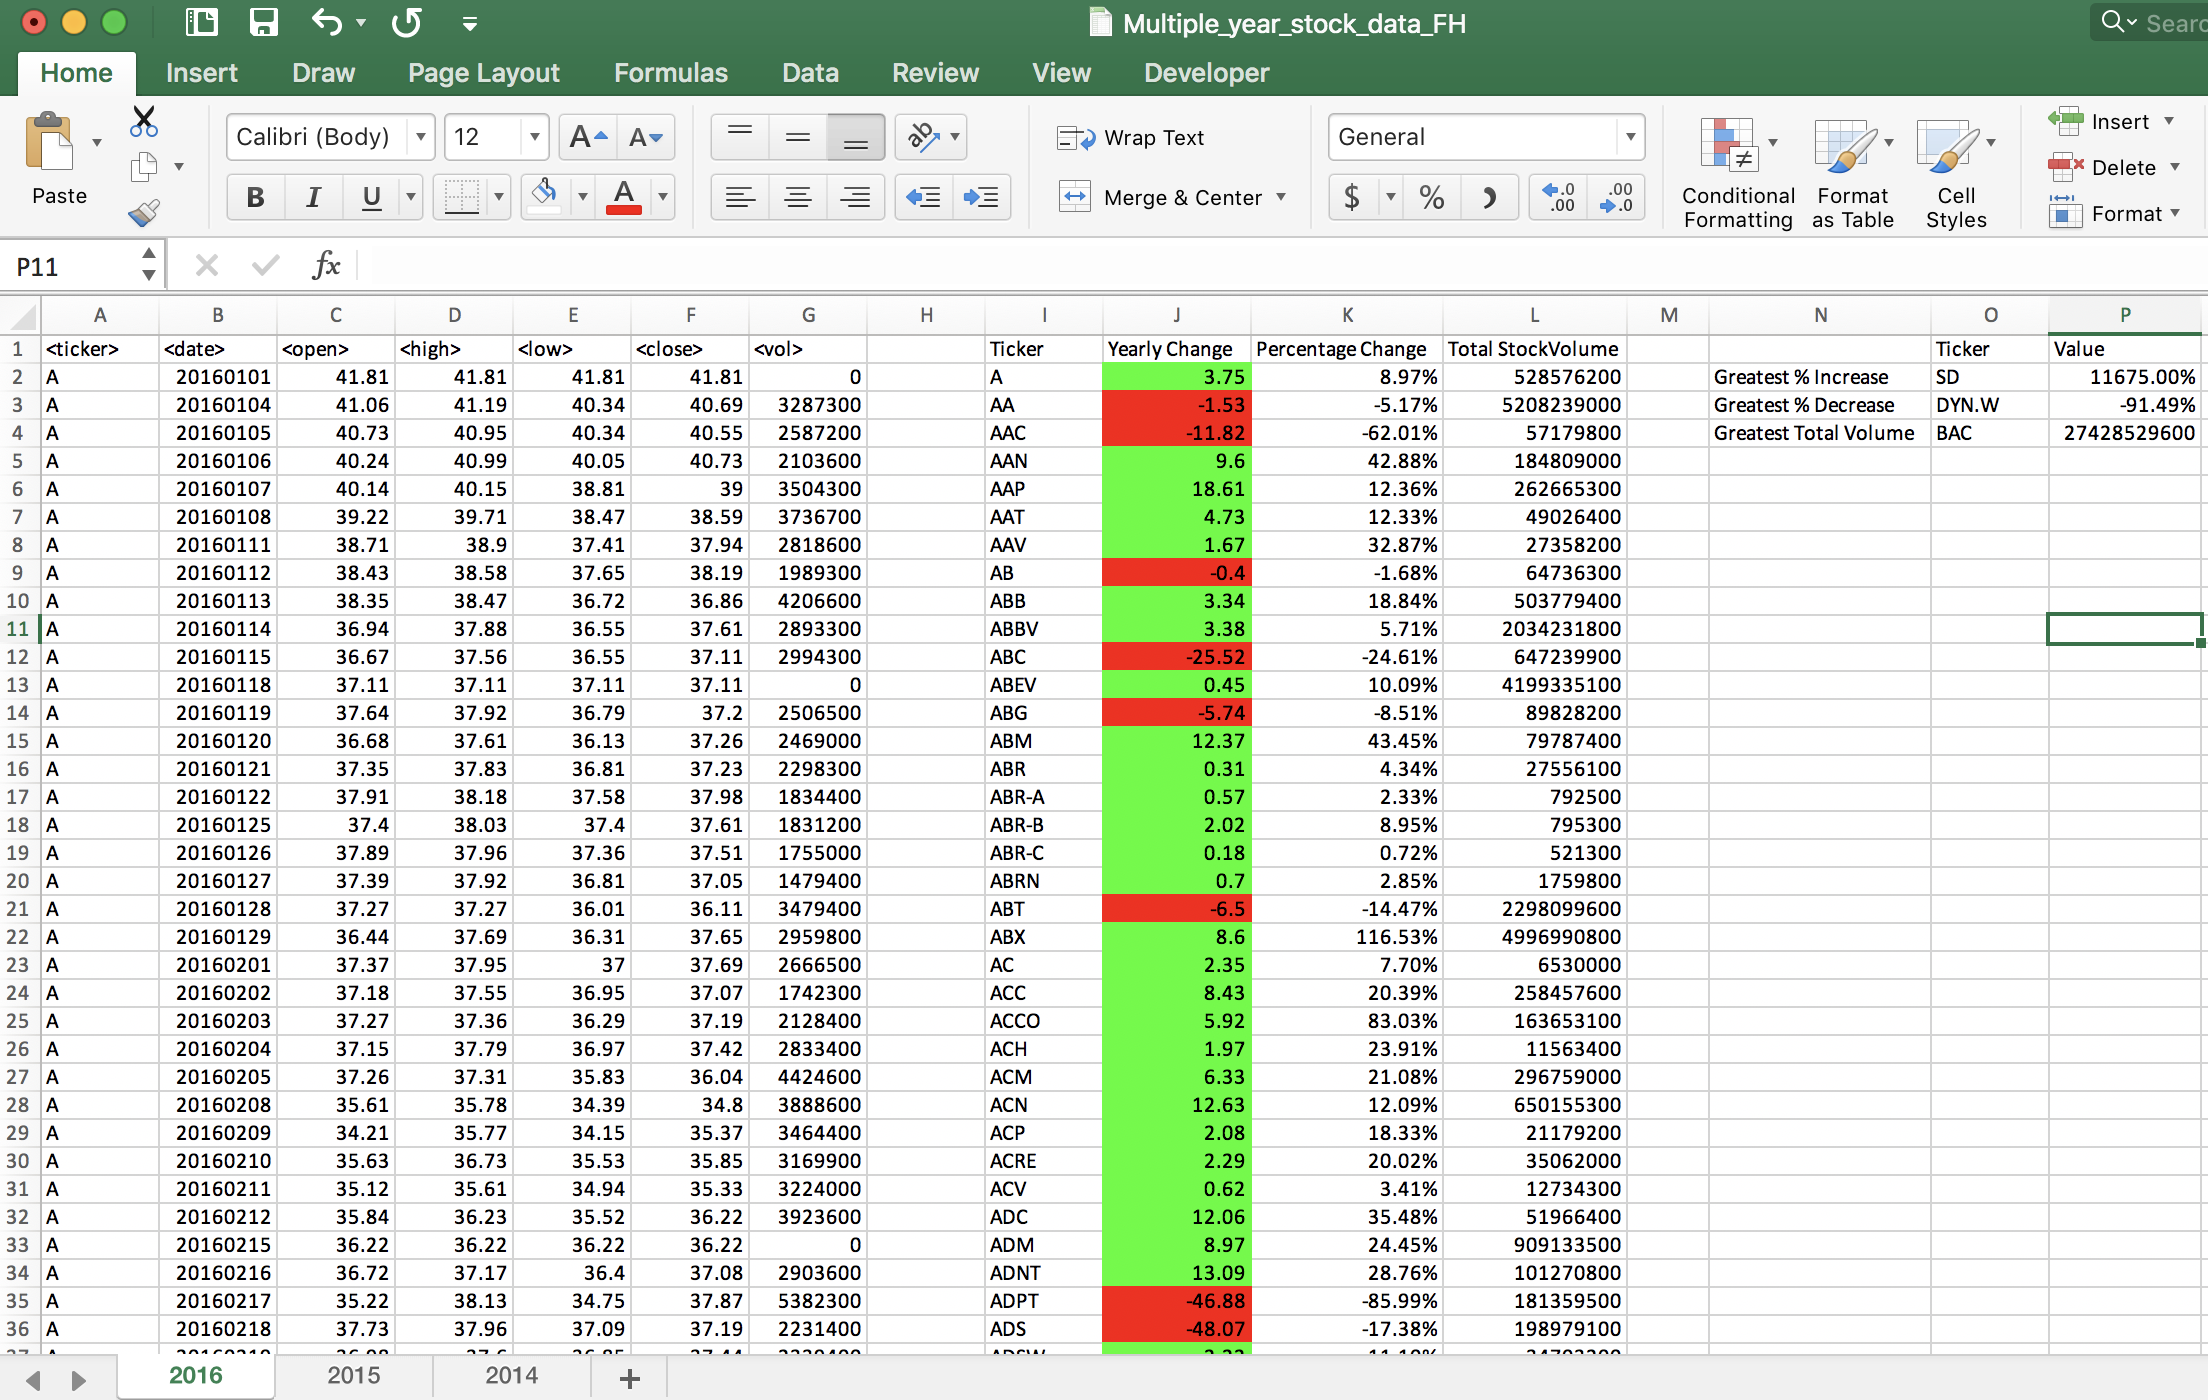 Multiple_year_stock_data_FH
Home Insert Draw Page Layout Formulas Data Review View Developer
Paste Calibri (Body) 12 A A Wrap Text General Insert
B I U A Merge & Center $ % Conditional Formatting Format as Table Cell Styles Delete Format
P11 fx
A B C D E F G H I J K L M N O P
1 <ticker> <date> <open> <high> <low> <close> <vol> Ticker Yearly Change Percentage Change Total StockVolume Ticker Value
2 A 20160101 41.81 41.81 41.81 41.81 0 A 3.75 8.97% 528576200 Greatest % Increase SD 11675.00%
3 A 20160104 41.06 41.19 40.34 40.69 3287300 AA -1.53 -5.17% 5208239000 Greatest % Decrease DYN.W -91.49%
4 A 20160105 40.73 40.95 40.34 40.55 2587200 AAC -11.82 -62.01% 57179800 Greatest Total Volume BAC 27428529600
5 A 20160106 40.24 40.99 40.05 40.73 2103600 AAN 9.6 42.88% 184809000
6 A 20160107 40.14 40.15 38.81 39 3504300 AAP 18.61 12.36% 262665300
7 A 20160108 39.22 39.71 38.47 38.59 3736700 AAT 4.73 12.33% 49026400
8 A 20160111 38.71 38.9 37.41 37.94 2818600 AAV 1.67 32.87% 27358200
9 A 20160112 38.43 38.58 37.65 38.19 1989300 AB -0.4 -1.68% 64736300
10 A 20160113 38.35 38.47 36.72 36.86 4206600 ABB 3.34 18.84% 503779400
11 A 20160114 36.94 37.88 36.55 37.61 2893300 ABBV 3.38 5.71% 2034231800
12 A 20160115 36.67 37.56 36.55 37.11 2994300 ABC -25.52 -24.61% 647239900
13 A 20160118 37.11 37.11 37.11 37.11 0 ABEV 0.45 10.09% 4199335100
14 A 20160119 37.64 37.92 36.79 37.2 2506500 ABG -5.74 -8.51% 89828200
15 A 20160120 36.68 37.61 36.13 37.26 2469000 ABM 12.37 43.45% 79787400
16 A 20160121 37.35 37.83 36.81 37.23 2298300 ABR 0.31 4.34% 27556100
17 A 20160122 37.91 38.18 37.58 37.98 1834400 ABR-A 0.57 2.33% 792500
18 A 20160125 37.4 38.03 37.4 37.61 1831200 ABR-B 2.02 8.95% 795300
19 A 20160126 37.89 37.96 37.36 37.51 1755000 ABR-C 0.18 0.72% 521300
20 A 20160127 37.39 37.92 36.81 37.05 1479400 ABRN 0.7 2.85% 1759800
21 A 20160128 37.27 37.27 36.01 36.11 3479400 ABT -6.5 -14.47% 2298099600
22 A 20160129 36.44 37.69 36.31 37.65 2959800 ABX 8.6 116.53% 4996990800
23 A 20160201 37.37 37.95 37 37.69 2666500 AC 2.35 7.70% 6530000
24 A 20160202 37.18 37.55 36.95 37.07 1742300 ACC 8.43 20.39% 258457600
25 A 20160203 37.27 37.36 36.29 37.19 2128400 ACCO 5.92 83.03% 163653100
26 A 20160204 37.15 37.79 36.97 37.42 2833400 ACH 1.97 23.91% 11563400
27 A 20160205 37.26 37.31 35.83 36.04 4424600 ACM 6.33 21.08% 296759000
28 A 20160208 35.61 35.78 34.39 34.8 3888600 ACN 12.63 12.09% 650155300
29 A 20160209 34.21 35.77 34.15 35.37 3464400 ACP 2.08 18.33% 21179200
30 A 20160210 35.63 36.73 35.53 35.85 3169900 ACRE 2.29 20.02% 35062000
31 A 20160211 35.12 35.61 34.94 35.33 3224000 ACV 0.62 3.41% 12734300
32 A 20160212 35.84 36.23 35.52 36.22 3923600 ADC 12.06 35.48% 51966400
33 A 20160215 36.22 36.22 36.22 36.22 0 ADM 8.97 24.45% 909133500
34 A 20160216 36.72 37.17 36.4 37.08 2903600 ADNT 13.09 28.76% 101270800
35 A 20160217 35.22 38.13 34.75 37.87 5382300 ADPT -46.88 -85.99% 181359500
36 A 20160218 37.73 37.96 37.09 37.19 2231400 ADS -48.07 -17.38% 198979100
2016 2015 2014 +